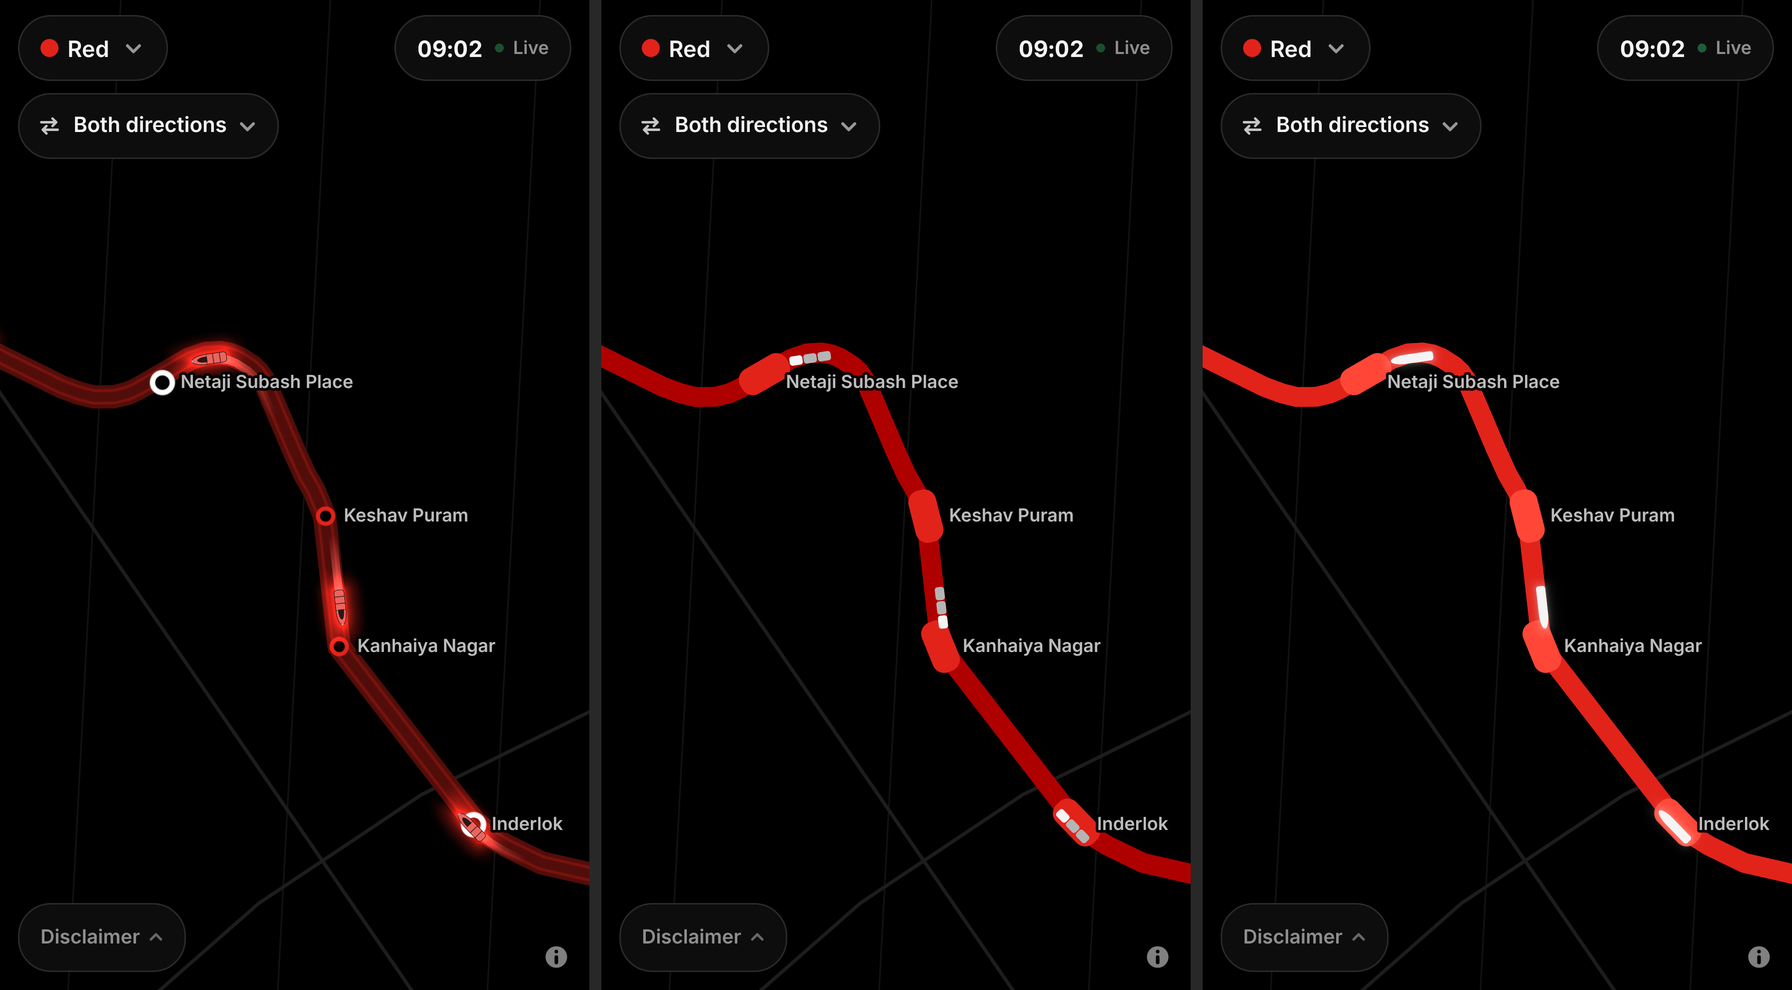 Red
09:02 Live
Both directions
Netaji Subash Place
Keshav Puram
Kanhaiya Nagar
Inderlok
Disclaimer
Red
09:02 Live
Both directions
Netaji Subash Place
Keshav Puram
Kanhaiya Nagar
Inderlok
Disclaimer
Red
09:02 Live
Both directions
Netaji Subash Place
Keshav Puram
Kanhaiya Nagar
Inderlok
Disclaimer